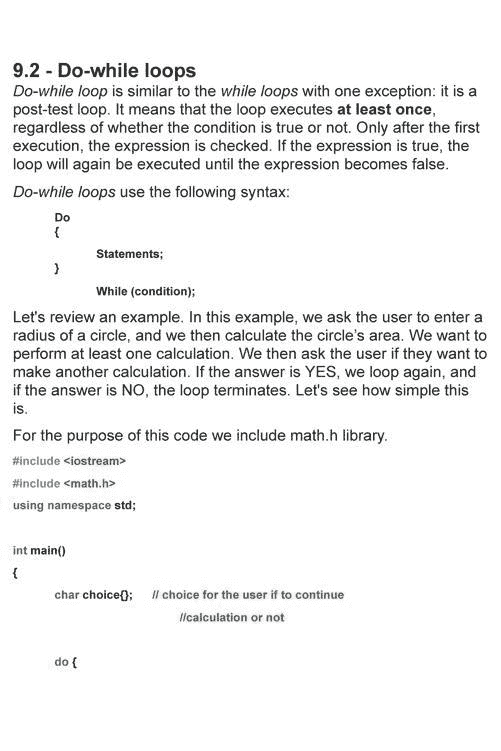 9.2 - Do-while loops
Do-while loop is similar to the while loops with one exception: it is a
post-test loop. It means that the loop executes at least once,
regardless of whether the condition is true or not. Only after the first
execution, the expression is checked. If the expression is true, the
loop will again be executed until the expression becomes false.
Do-while loops use the following syntax:
Do
{
Statements;
}
While (condition);
Let's review an example. In this example, we ask the user to enter a
radius of a circle, and we then calculate the circle’s area. We want to
perform at least one calculation. We then ask the user if they want to
make another calculation. If the answer is YES, we loop again, and
if the answer is NO, the loop terminates. Let's see how simple this
is.
For the purpose of this code we include math.h library.
#include <iostream>
#include <math.h>
using namespace std;
int main()
{
char choice{}; // choice for the user if to continue
//calculation or not
do {